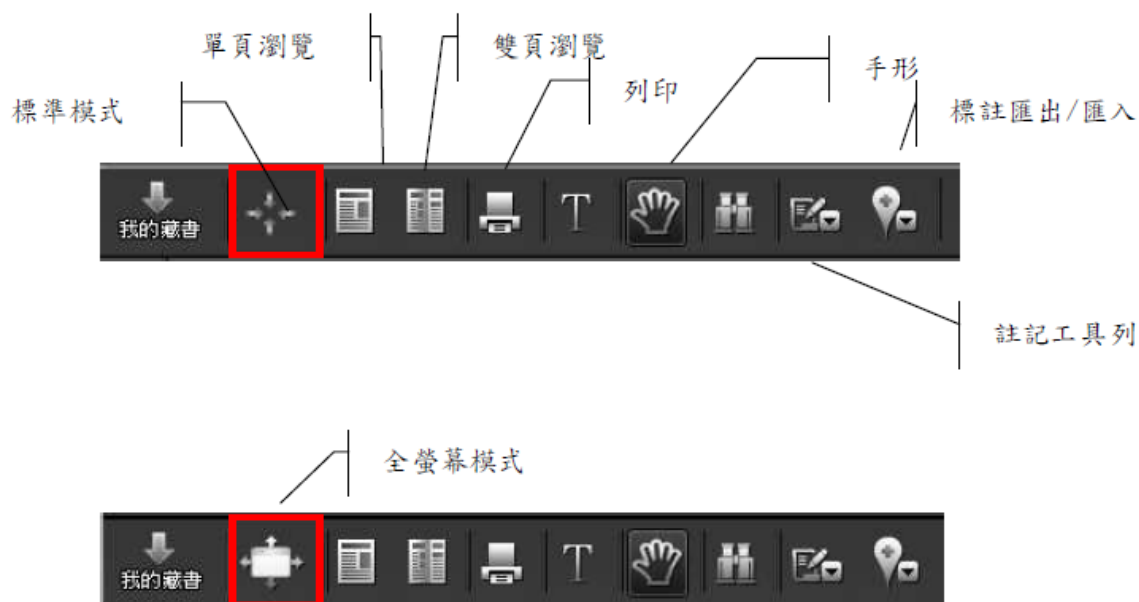 單頁瀏覽
雙頁瀏覽
列印
手形
標準模式
標註匯出/匯入
我的藏書
T
註記工具列
全螢幕模式
我的藏書
T